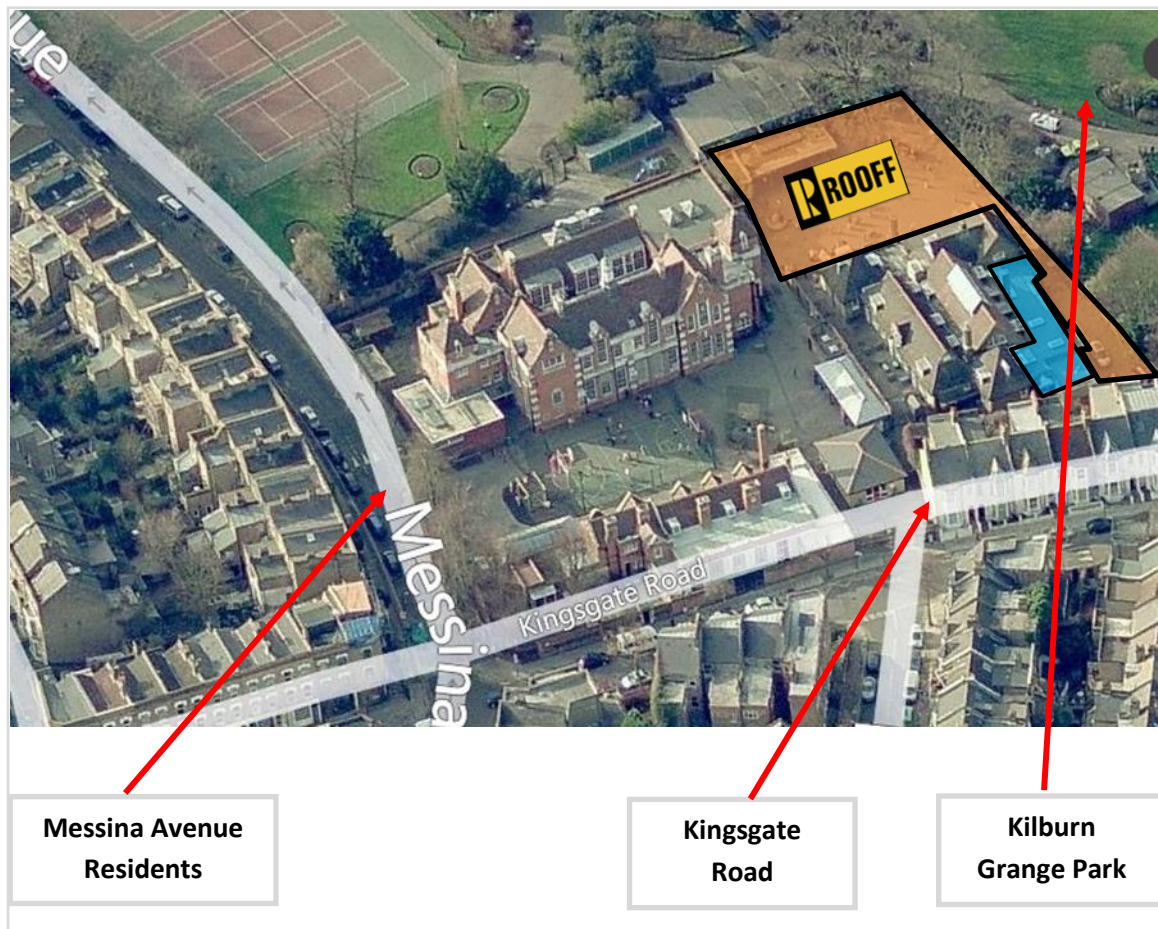 ue
ROOFF
Kingsgate Road
Messina
Messina Avenue
Residents
Kingsgate
Road
Kilburn
Grange Park